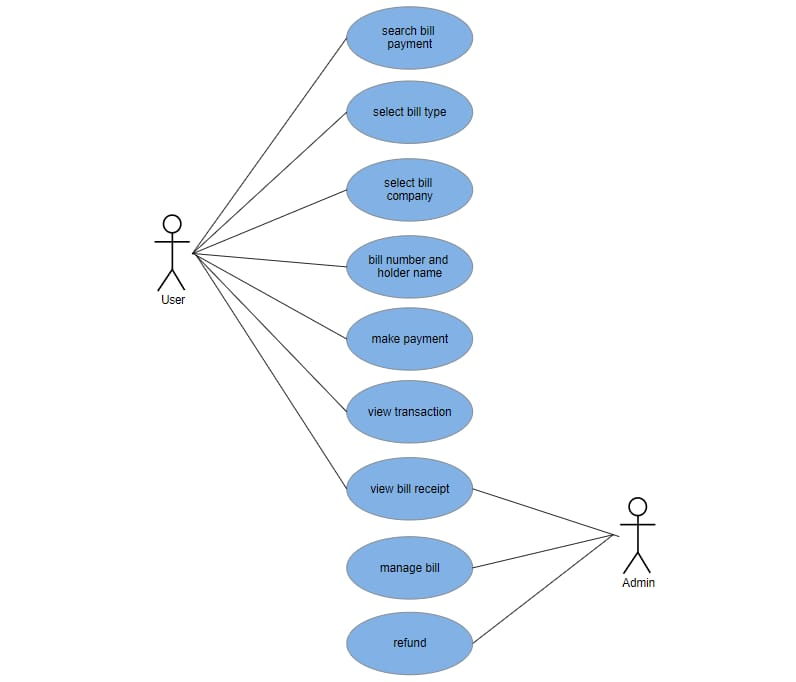 search bill
payment
select bill type
select bill
company
bill number and
holder name
User
make payment
view transaction
view bill receipt
manage bill
Admin
refund